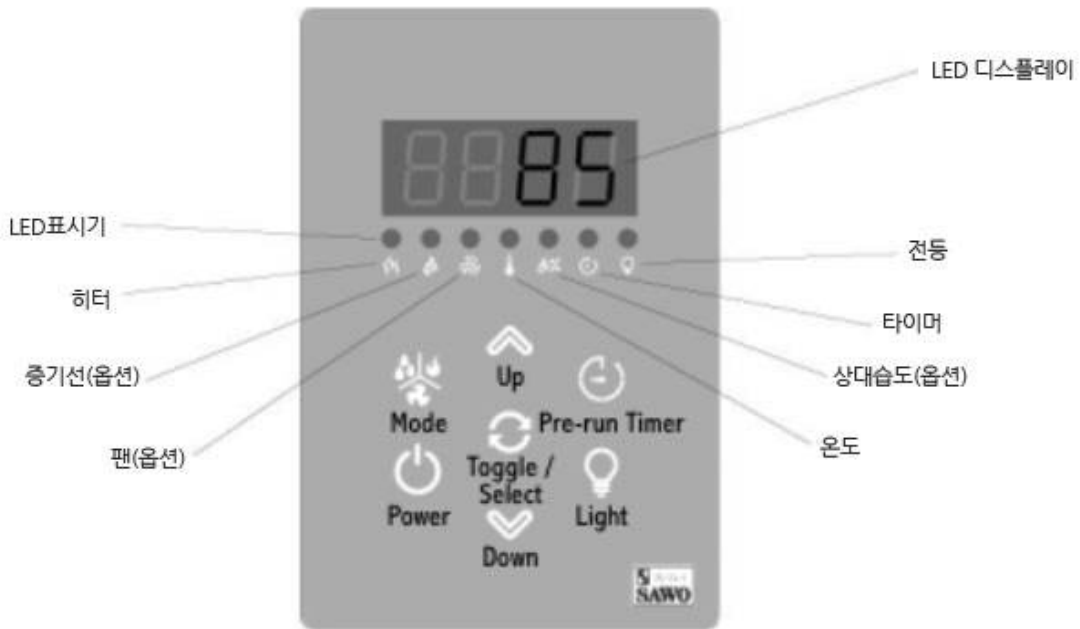 LED 디스플레이
85
LED표시기
전등
히터
타이머
증기선(옵션)
상대습도(옵션)
팬(옵션)
온도
Up
Mode
Pre-run Timer
Toggle /
Select
Power
Light
Down
SAWO